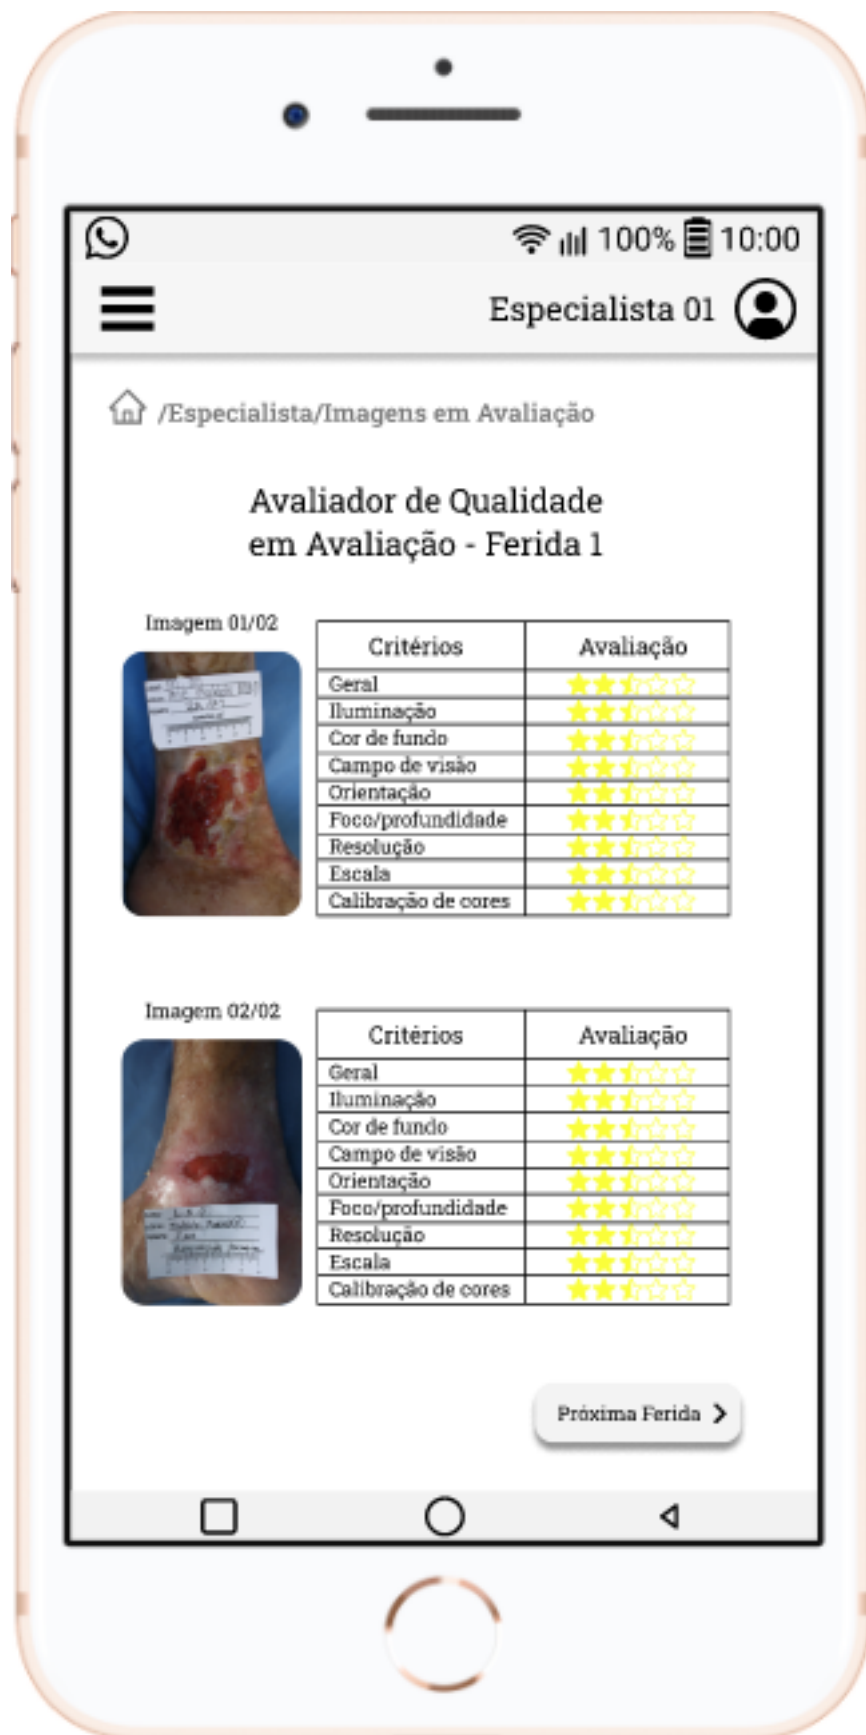 100% 10:00
Especialista 01
/Especialista/Imagens em Avaliação
Avaliador de Qualidade
em Avaliação - Ferida 1
Imagem 01/02
Critérios Avaliação
Geral
Iluminação
Cor de fundo
Campo de visão
Orientação
Foco/profundidade
Resolução
Escala
Calibração de cores
Imagem 02/02
Critérios Avaliação
Geral
Iluminação
Cor de fundo
Campo de visão
Orientação
Foco/profundidade
Resolução
Escala
Calibração de cores
Próxima Ferida